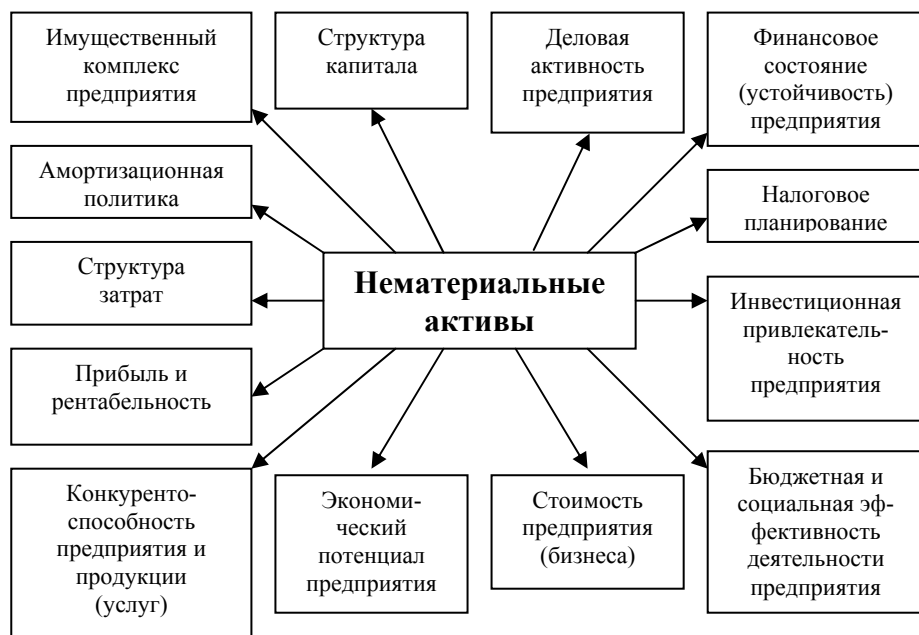 Имущественный
комплекс
предприятия
Структура
капитала
Деловая
активность
предприятия
Финансовое
состояние
(устойчивость)
предприятия
Амортизационная
политика
Налоговое
планирование
Структура
затрат
Нематериальные
активы
Инвестиционная
привлекатель-
ность
предприятия
Прибыль и
рентабельность
Конкуренто-
способность
предприятия и
продукции
(услуг)
Экономи-
ческий
потенциал
предприятия
Стоимость
предприятия
(бизнеса)
Бюджетная и
социальная эф-
фективность
деятельности
предприятия